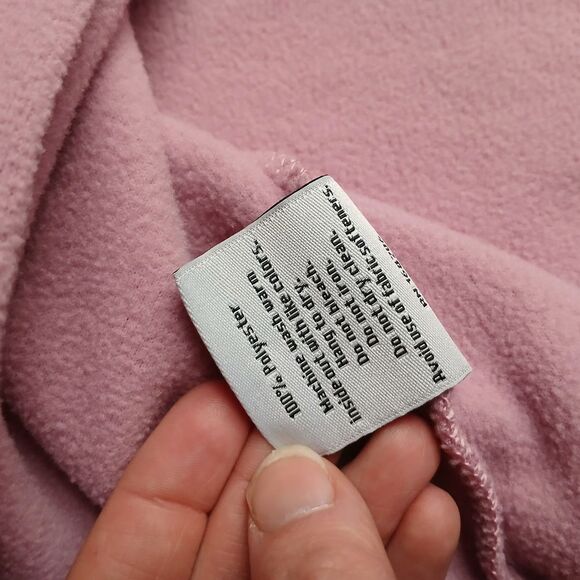 100% Polyester
Machine wash warm
inside out with like colors.
Hang to dry.
Do not bleach.
Do not iron.
Do not dry clean.
Avoid use of fabric softeners.